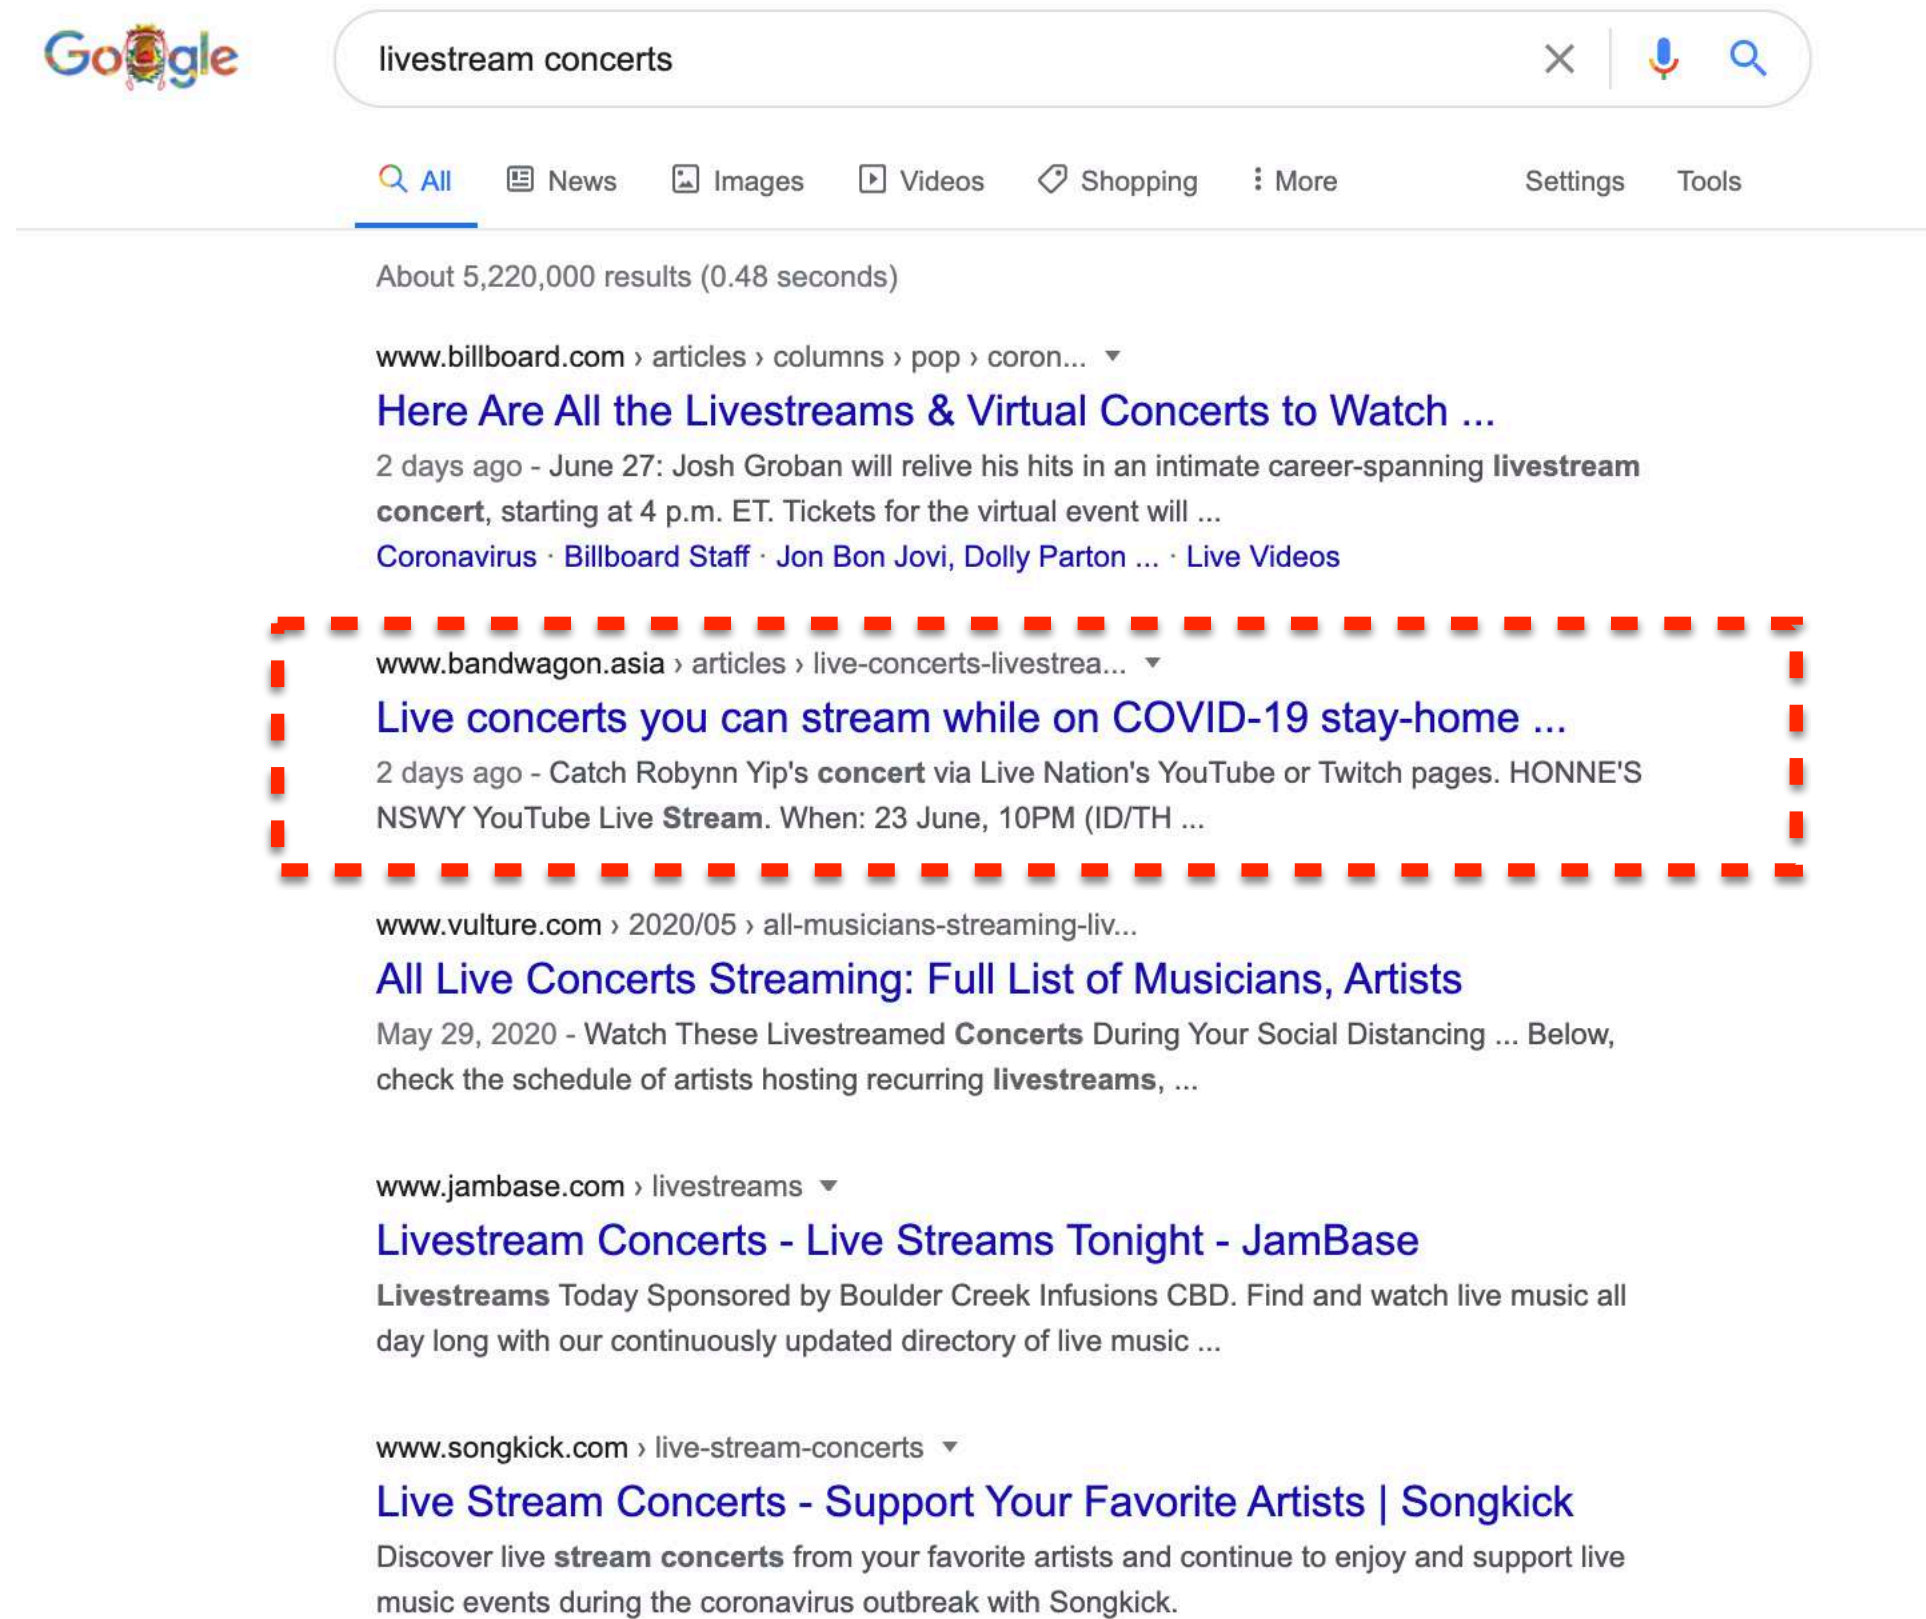 Google
livestream concerts
All News Images Videos Shopping More Settings Tools
About 5,220,000 results (0.48 seconds)
www.billboard.com › articles › columns › pop › coron...
Here Are All the Livestreams & Virtual Concerts to Watch ...
2 days ago - June 27: Josh Groban will relive his hits in an intimate career-spanning livestream
concert, starting at 4 p.m. ET. Tickets for the virtual event will ...
Coronavirus · Billboard Staff · Jon Bon Jovi, Dolly Parton ... · Live Videos
www.bandwagon.asia › articles › live-concerts-livestrea...
Live concerts you can stream while on COVID-19 stay-home ...
2 days ago - Catch Robynn Yip's concert via Live Nation's YouTube or Twitch pages. HONNE'S
NSWY YouTube Live Stream. When: 23 June, 10PM (ID/TH ...
www.vulture.com › 2020/05 › all-musicians-streaming-liv...
All Live Concerts Streaming: Full List of Musicians, Artists
May 29, 2020 - Watch These Livestreamed Concerts During Your Social Distancing ... Below,
check the schedule of artists hosting recurring livestreams, ...
www.jambase.com › livestreams
Livestream Concerts - Live Streams Tonight - JamBase
Livestreams Today Sponsored by Boulder Creek Infusions CBD. Find and watch live music all
day long with our continuously updated directory of live music ...
www.songkick.com › live-stream-concerts
Live Stream Concerts - Support Your Favorite Artists | Songkick
Discover live stream concerts from your favorite artists and continue to enjoy and support live
music events during the coronavirus outbreak with Songkick.